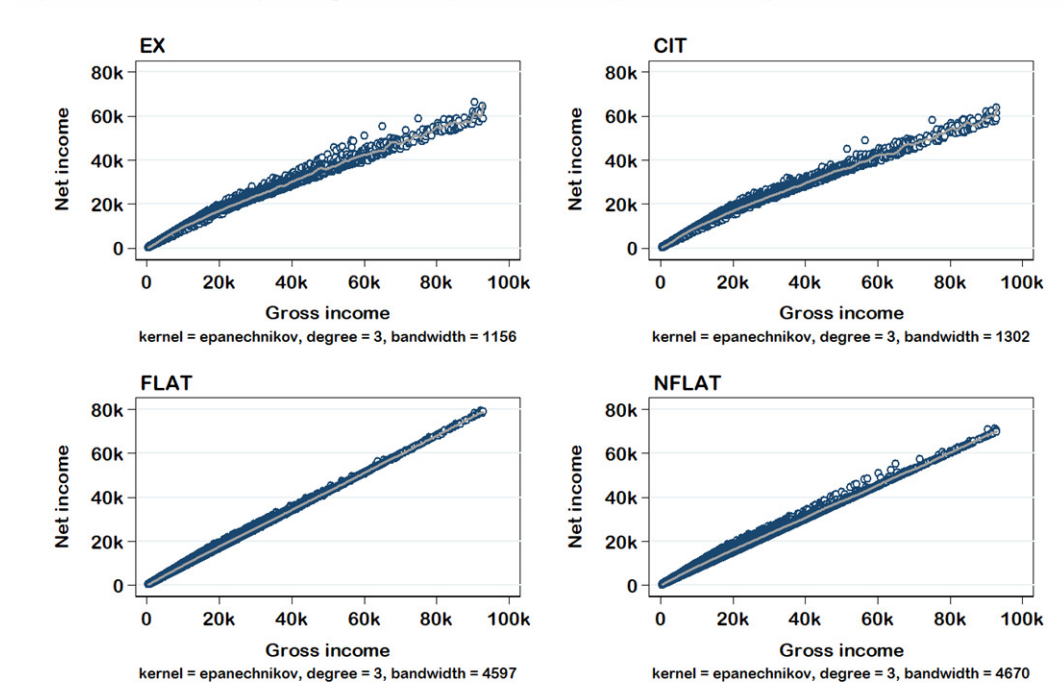 EX
80k
60k
40k
20k
0
Net income
0 20k 40k 60k 80k 100k
Gross income
kernel = epanechnikov, degree = 3, bandwidth = 1156
CIT
80k
60k
40k
20k
0
Net income
0 20k 40k 60k 80k 100k
Gross income
kernel = epanechnikov, degree = 3, bandwidth = 1302
FLAT
80k
60k
40k
20k
0
Net income
0 20k 40k 60k 80k 100k
Gross income
kernel = epanechnikov, degree = 3, bandwidth = 4597
NFLAT
80k
60k
40k
20k
0
Net income
0 20k 40k 60k 80k 100k
Gross income
kernel = epanechnikov, degree = 3, bandwidth = 4670